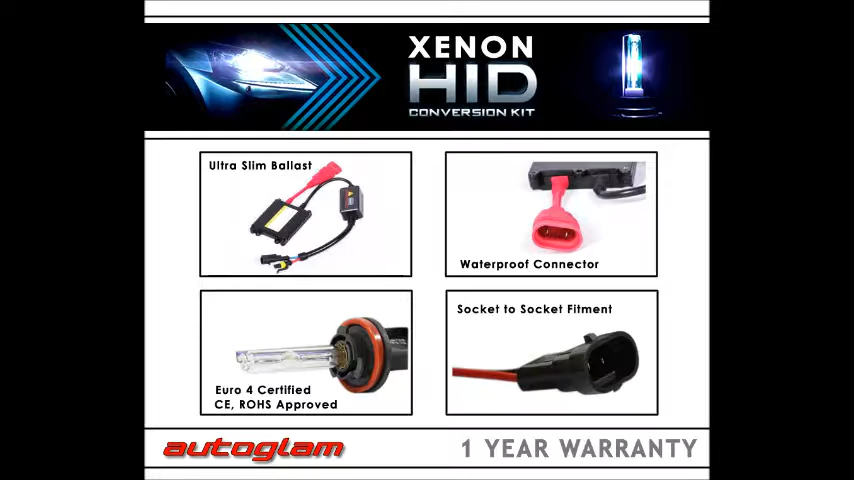 XENON
HID
CONVERSION KIT
Ultra Slim Ballast
Waterproof Connector
Euro 4 Certified
CE, ROHS Approved
Socket to Socket Fitment
autoglam
1 YEAR WARRANTY